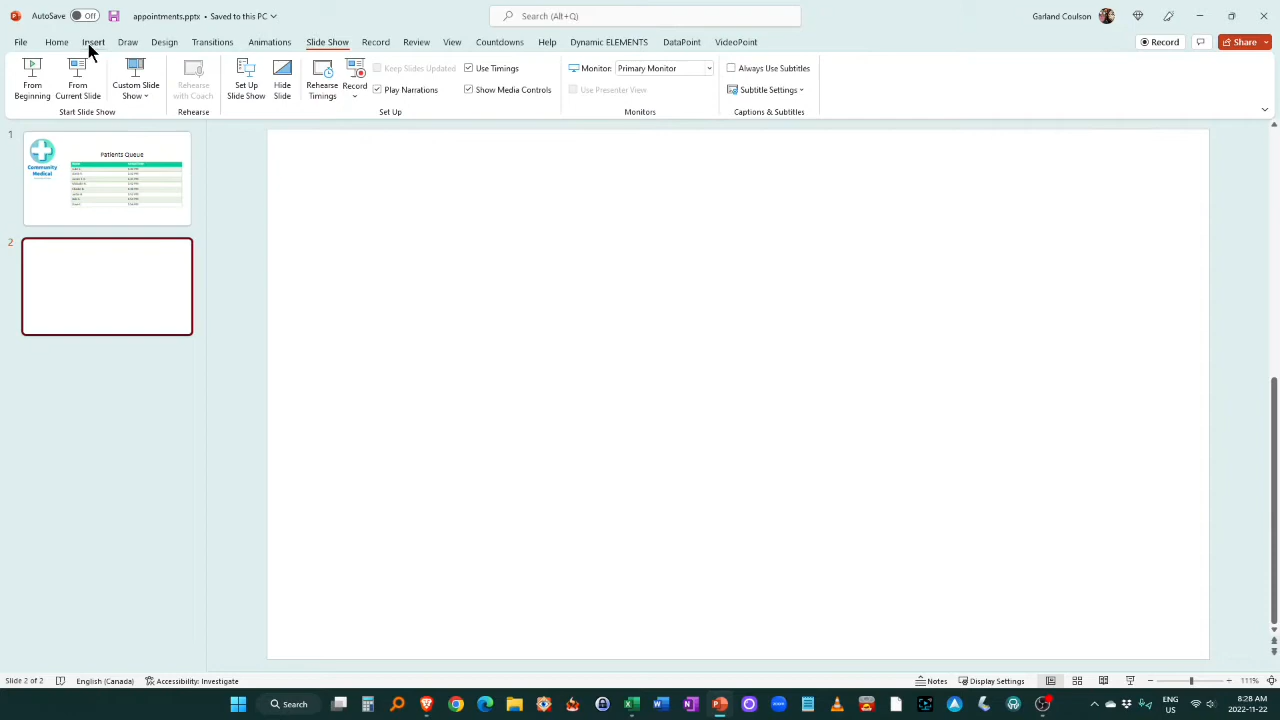 AutoSave Off appointments.pptx • Saved to this PC Search (Alt+Q) Garland Coulson
File Home Insert Draw Design Transitions Animations Slide Show Record Review View Countdowns Help Dynamic ELEMENTS DataPoint VideoPoint Record Share
From Beginning
From Current Slide
Custom Slide Show
Start Slide Show
Rehearse with Coach
Rehearse
Set Up Slide Show
Hide Slide
Rehearse Timings
Record
Keep Slides Updated
Use Timings
Play Narrations
Show Media Controls
Set Up
Monitor: Primary Monitor
Use Presenter View
Monitors
Always Use Subtitles
Subtitle Settings
Captions & Subtitles
1
Patients Queue
Community
Medical
2
Slide 2 of 2 English (Canada) Accessibility: Investigate Notes Display Settings 111%
Search
ENG
US
8:28 AM
2022-11-22